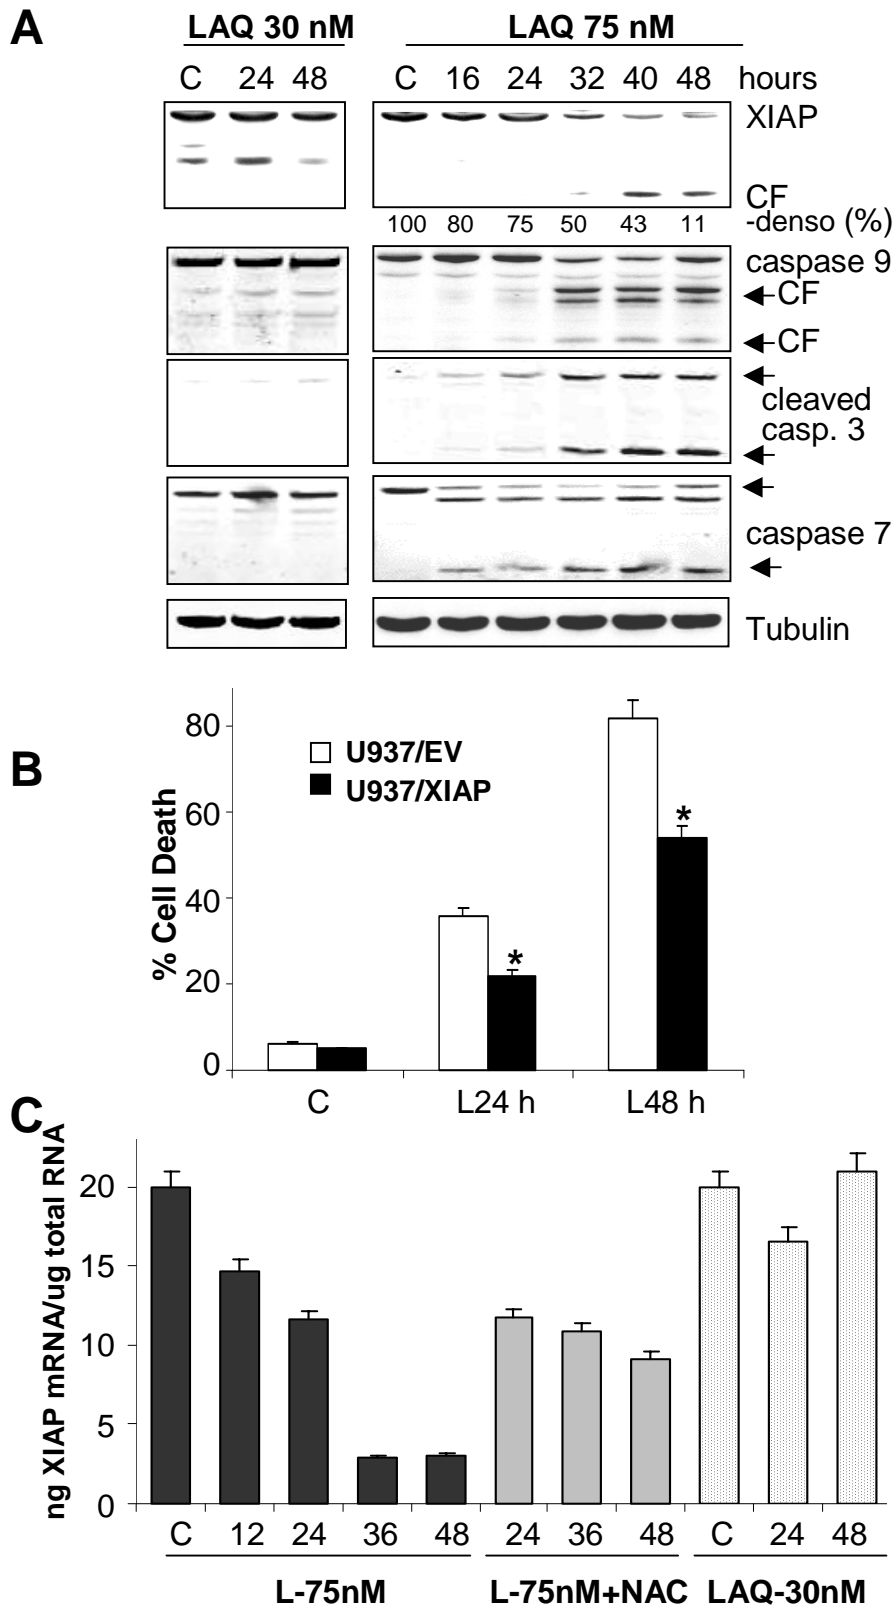 A
LAQ 30 nM
LAQ 75 nM
C 24 48
C 16 24 32 40 48 hours
XIAP
CF
100 80 75 50 43 11 -denso (%)
caspase 9
CF
CF
cleaved
casp. 3
caspase 7
Tubulin
B
% Cell Death
80
60
40
20
0
U937/EV
U937/XIAP
*
*
C L24 h L48 h
C
ng XIAP mRNA/ug total RNA
20
15
10
5
0
C 12 24 36 48 24 36 48 C 24 48
L-75nM L-75nM+NAC LAQ-30nM